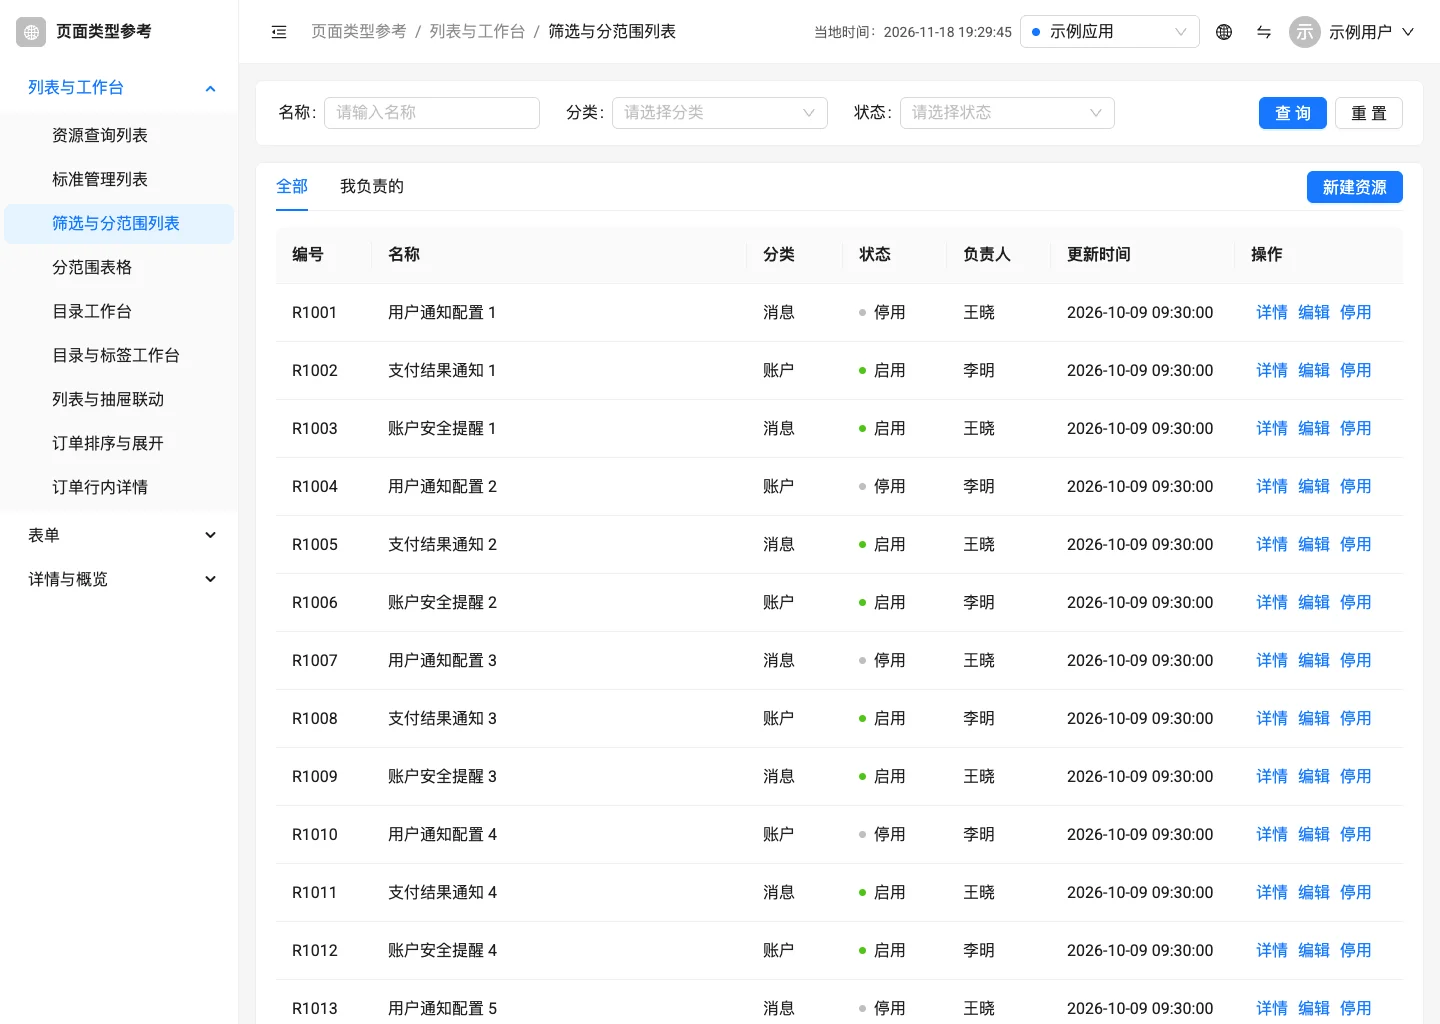 页面类型参考
列表与工作台
资源查询列表
标准管理列表
筛选与分范围列表
分范围表格
目录工作台
目录与标签工作台
列表与抽屉联动
订单排序与展开
订单行内详情
表单
详情与概览
页面类型参考 / 列表与工作台 / 筛选与分范围列表
当地时间：2026-11-18 19:29:45 示例应用 示 示例用户
名称： 请输入名称 分类： 请选择分类 状态： 请选择状态 查 询 重 置
全部 我负责的 新建资源
编号 名称 分类 状态 负责人 更新时间 操作
R1001 用户通知配置 1 消息 停用 王晓 2026-10-09 09:30:00 详情 编辑 停用
R1002 支付结果通知 1 账户 启用 李明 2026-10-09 09:30:00 详情 编辑 停用
R1003 账户安全提醒 1 消息 启用 王晓 2026-10-09 09:30:00 详情 编辑 停用
R1004 用户通知配置 2 账户 停用 李明 2026-10-09 09:30:00 详情 编辑 停用
R1005 支付结果通知 2 消息 启用 王晓 2026-10-09 09:30:00 详情 编辑 停用
R1006 账户安全提醒 2 账户 启用 李明 2026-10-09 09:30:00 详情 编辑 停用
R1007 用户通知配置 3 消息 停用 王晓 2026-10-09 09:30:00 详情 编辑 停用
R1008 支付结果通知 3 账户 启用 李明 2026-10-09 09:30:00 详情 编辑 停用
R1009 账户安全提醒 3 消息 启用 王晓 2026-10-09 09:30:00 详情 编辑 停用
R1010 用户通知配置 4 账户 停用 李明 2026-10-09 09:30:00 详情 编辑 停用
R1011 支付结果通知 4 消息 启用 王晓 2026-10-09 09:30:00 详情 编辑 停用
R1012 账户安全提醒 4 账户 启用 李明 2026-10-09 09:30:00 详情 编辑 停用
R1013 用户通知配置 5 消息 停用 王晓 2026-10-09 09:30:00 详情 编辑 停用